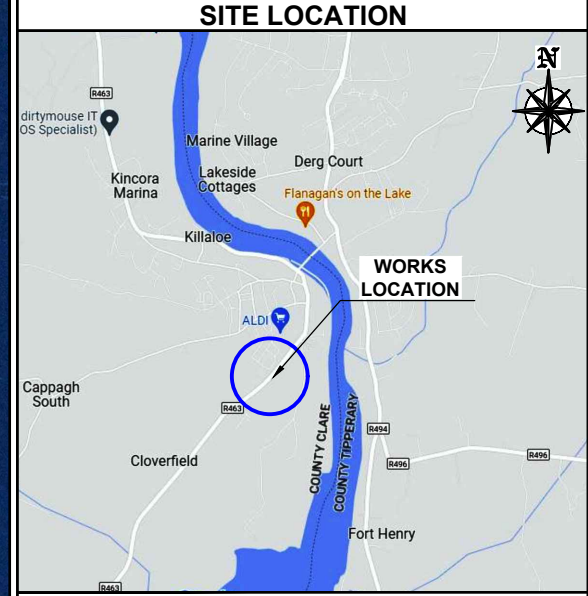 SITE LOCATION
N
R463
dirtymouse IT
OS Specialist)
Marine Village
Derg Court
Kincora
Marina
Lakeside
Cottages
Flanagan's on the Lake
Killaloe
WORKS
LOCATION
ALDI
Cappagh
South
R463
COUNTY CLARE
COUNTY TIPPERARY
R494
R496
R496
Cloverfield
Fort Henry
R463